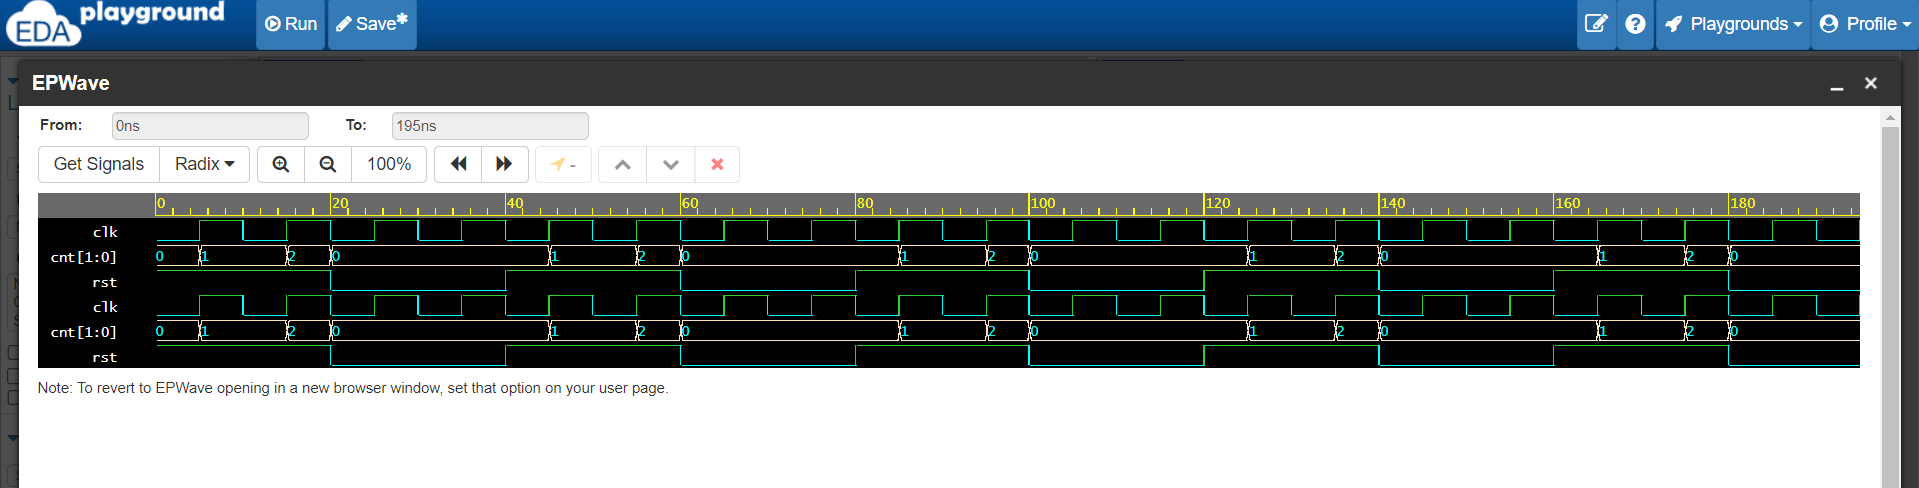 EDA playground Run Save* Playgrounds Profile
EPWave
From: 0ns To: 195ns
Get Signals Radix 100% -
0 20 40 60 80 100 120 140 160 180
clk
cnt[1:0] 0 1 2 0 1 2 0 1 2 0 1 2 0 1 2 0
rst
clk
cnt[1:0] 0 1 2 0 1 2 0 1 2 0 1 2 0 1 2 0
rst
Note: To revert to EPWave opening in a new browser window, set that option on your user page.